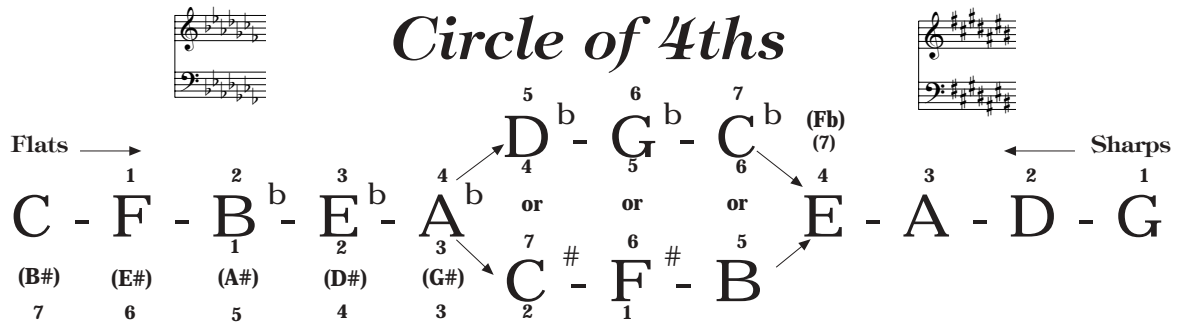 Circle of 4ths
5 6 7
D b - G b - C b (Fb)
4 5 6 (7)
Flats Sharps
1 2 3 4 or or or 4 3 2 1
C - F - B b - E b - A b E - A - D - G
1 2 3 7 6 5
(B#) (E#) (A#) (D#) (G#) C # - F # - B
7 6 5 4 3 2 1